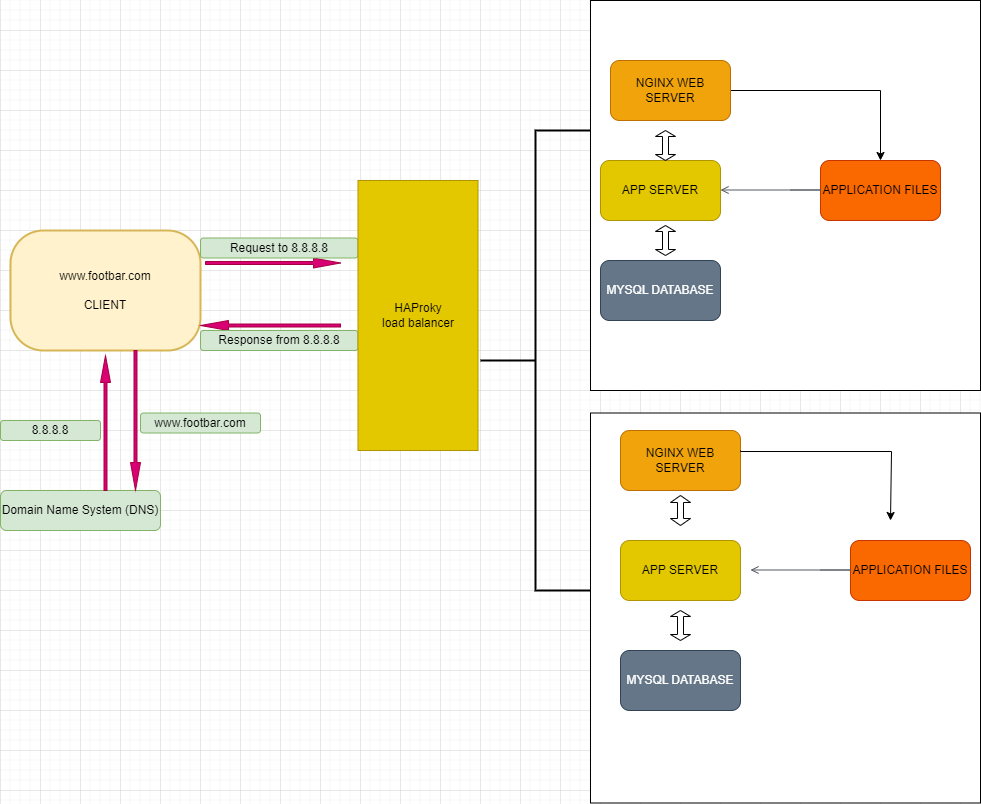 www.footbar.com
CLIENT
Request to 8.8.8.8
Response from 8.8.8.8
8.8.8.8
www.footbar.com
Domain Name System (DNS)
HAProky
load balancer
NGINX WEB
SERVER
APP SERVER
APPLICATION FILES
MYSQL DATABASE
NGINX WEB
SERVER
APP SERVER
APPLICATION FILES
MYSQL DATABASE